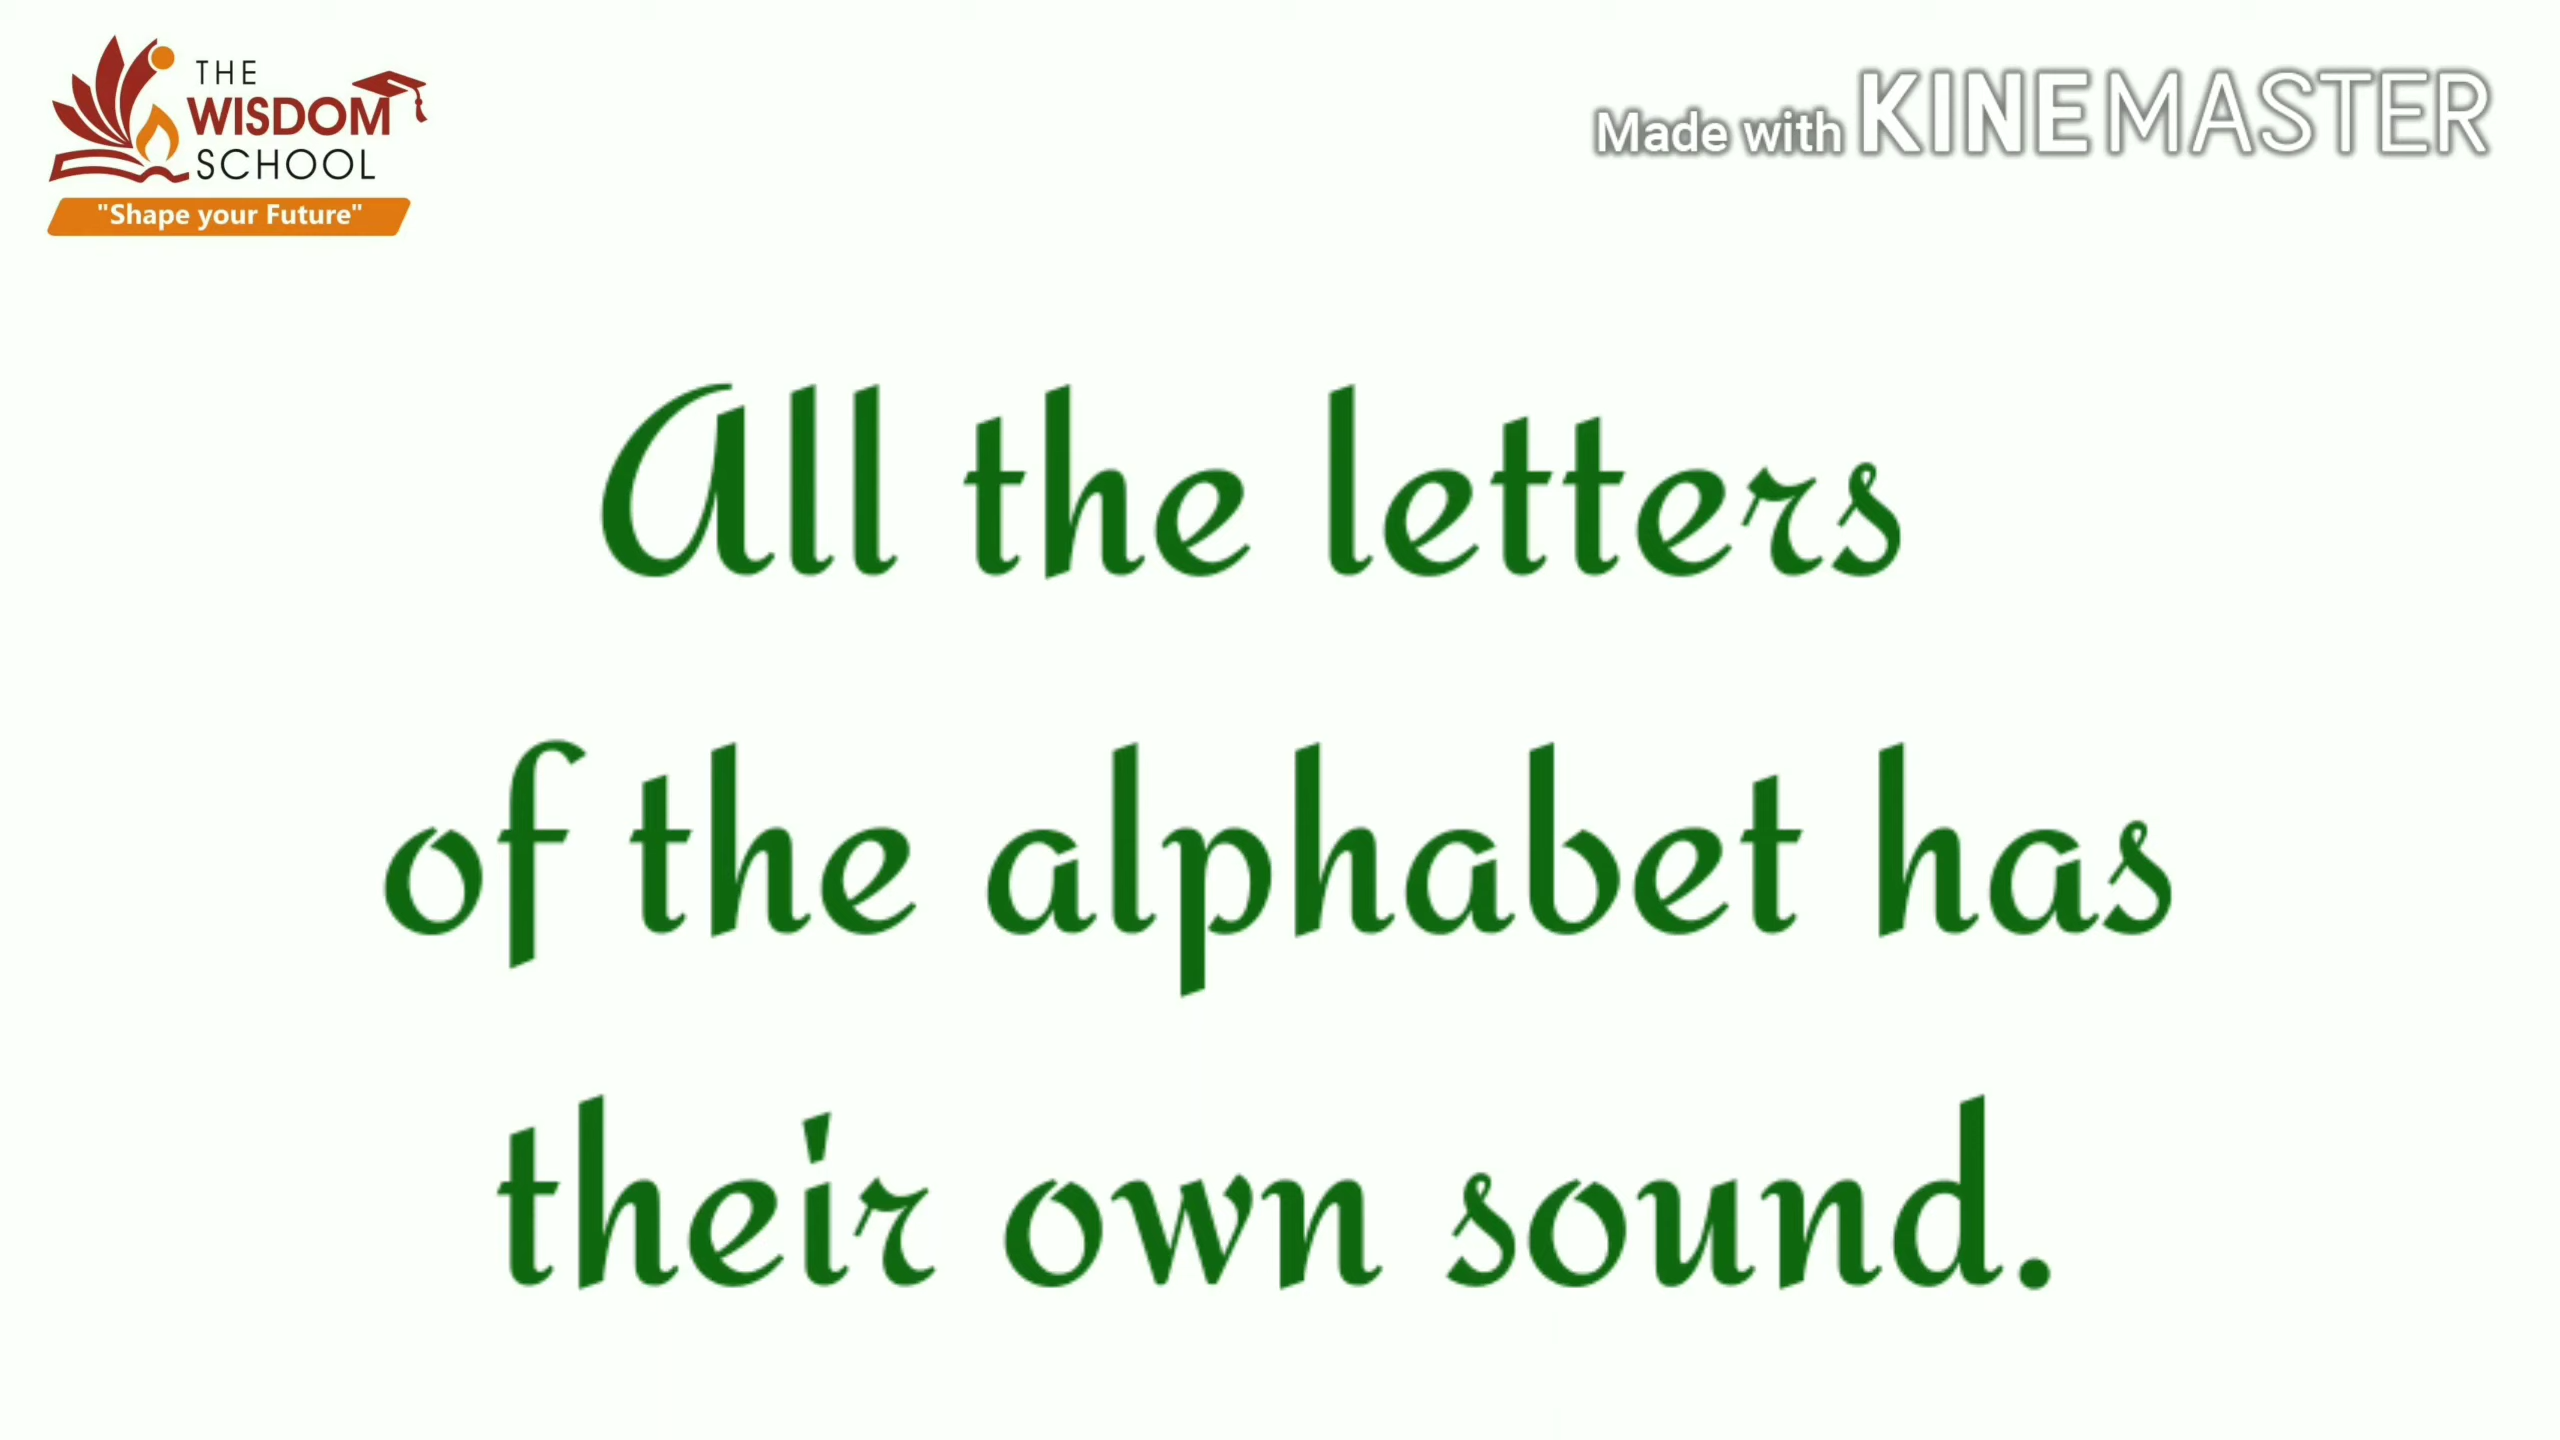 THE
WISDOM
SCHOOL
"Shape your Future"
Made with KINEMASTER
All the letters
of the alphabet has
their own sound.